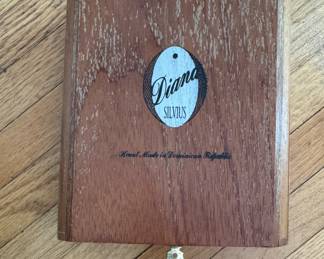 Diana
SILVIUS
Hand Made in Dominican Republic